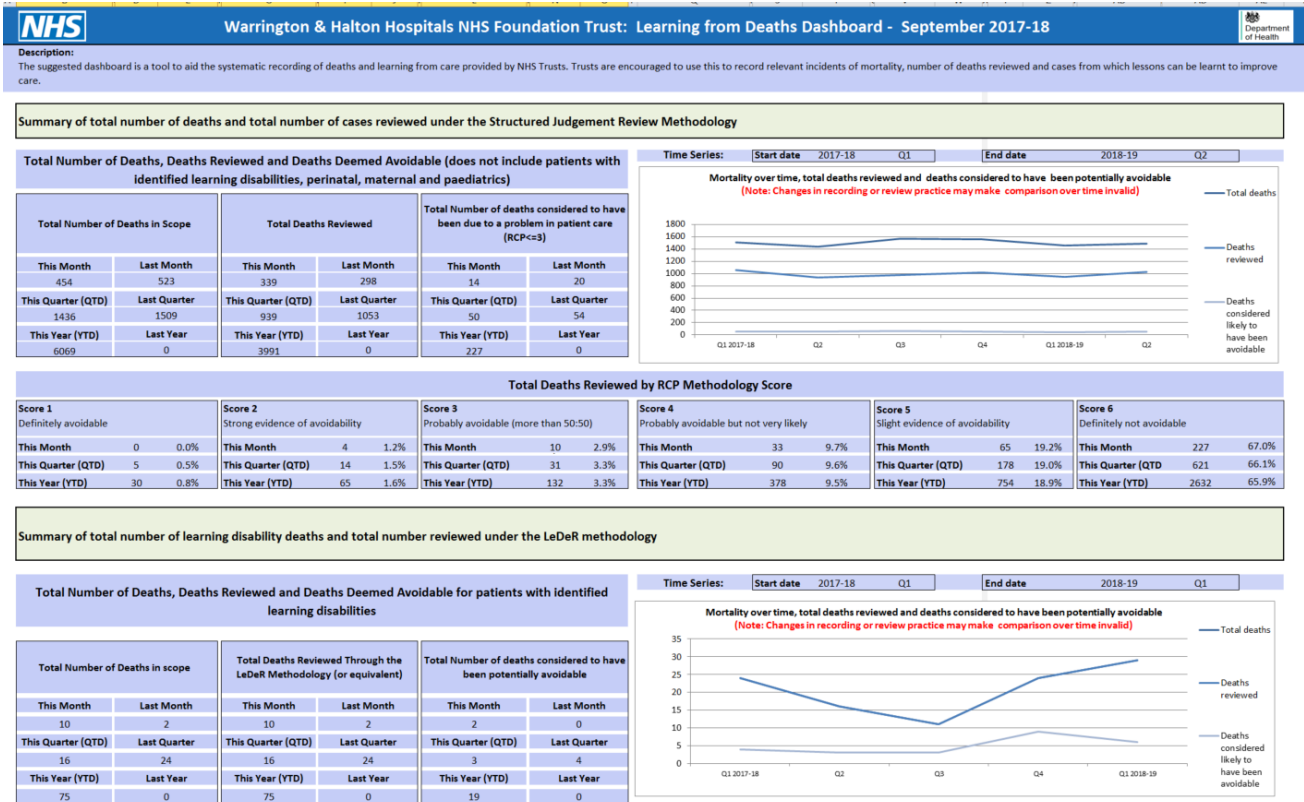 NHS
Warrington & Halton Hospitals NHS Foundation Trust: Learning from Deaths Dashboard - September 2017-18
Department
of Health
Description:
The suggested dashboard is a tool to aid the systematic recording of deaths and learning from care provided by NHS Trusts. Trusts are encouraged to use this to record relevant incidents of mortality, number of deaths reviewed and cases from which lessons can be learnt to improve
care.
Summary of total number of deaths and total number of cases reviewed under the Structured Judgement Review Methodology
Total Number of Deaths, Deaths Reviewed and Deaths Deemed Avoidable (does not include patients with
identified learning disabilities, perinatal, maternal and paediatrics)
Total Number of Deaths in Scope
Total Deaths Reviewed
Total Number of deaths considered to have
been due to a problem in patient care
(RCP<=3)
This Month Last Month This Month Last Month This Month Last Month
454 523 339 298 14 20
This Quarter (QTD) Last Quarter This Quarter (QTD) Last Quarter This Quarter (QTD) Last Quarter
1436 1509 939 1053 50 54
This Year (YTD) Last Year This Year (YTD) Last Year This Year (YTD) Last Year
6069 0 3991 0 227 0
Time Series: Start date 2017-18 Q1 End date 2018-19 Q2
Mortality over time, total deaths reviewed and deaths considered to have been potentially avoidable
(Note: Changes in recording or review practice may make comparison over time invalid)
1800
1600
1400
1200
1000
800
600
400
200
0
Q1 2017-18 Q2 Q3 Q4 Q1 2018-19 Q2
Total deaths
Deaths
reviewed
Deaths
considered
likely to
have been
avoidable
Total Deaths Reviewed by RCP Methodology Score
Score 1
Definitely avoidable
This Month 0 0.0%
This Quarter (QTD) 5 0.5%
This Year (YTD) 30 0.8%
Score 2
Strong evidence of avoidability
This Month 4 1.2%
This Quarter (QTD) 14 1.5%
This Year (YTD) 65 1.6%
Score 3
Probably avoidable (more than 50:50)
This Month 10 2.9%
This Quarter (QTD) 31 3.3%
This Year (YTD) 132 3.3%
Score 4
Probably avoidable but not very likely
This Month 33 9.7%
This Quarter (QTD) 90 9.6%
This Year (YTD) 378 9.5%
Score 5
Slight evidence of avoidability
This Month 65 19.2%
This Quarter (QTD) 178 19.0%
This Year (YTD) 754 18.9%
Score 6
Definitely not avoidable
This Month 227 67.0%
This Quarter (QTD 621 66.1%
This Year (YTD) 2632 65.9%
Summary of total number of learning disability deaths and total number reviewed under the LeDeR methodology
Total Number of Deaths, Deaths Reviewed and Deaths Deemed Avoidable for patients with identified
learning disabilities
Total Number of Deaths in scope
Total Deaths Reviewed Through the
LeDeR Methodology (or equivalent)
Total Number of deaths considered to have
been potentially avoidable
This Month Last Month This Month Last Month This Month Last Month
10 2 10 2 2 0
This Quarter (QTD) Last Quarter This Quarter (QTD) Last Quarter This Quarter (QTD) Last Quarter
16 24 16 24 3 4
This Year (YTD) Last Year This Year (YTD) Last Year This Year (YTD) Last Year
75 0 75 0 19 0
Time Series: Start date 2017-18 Q1 End date 2018-19 Q1
Mortality over time, total deaths reviewed and deaths considered to have been potentially avoidable
(Note: Changes in recording or review practice may make comparison over time invalid)
35
30
25
20
15
10
5
0
Q1 2017-18 Q2 Q3 Q4 Q1 2018-19
Total deaths
Deaths
reviewed
Deaths
considered
likely to
have been
avoidable